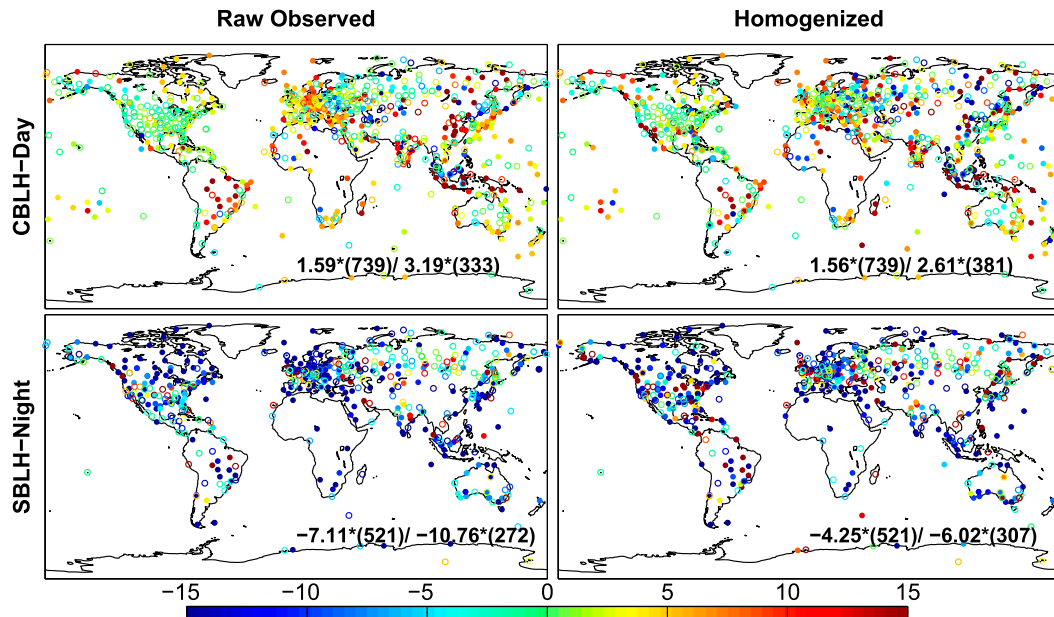 Raw Observed
Homogenized
CBLH−Day
1.59*(739)/ 3.19*(333)
1.56*(739)/ 2.61*(381)
SBLH−Night
−7.11*(521)/ −10.76*(272)
−4.25*(521)/ −6.02*(307)
−15 −10 −5 0 5 10 15